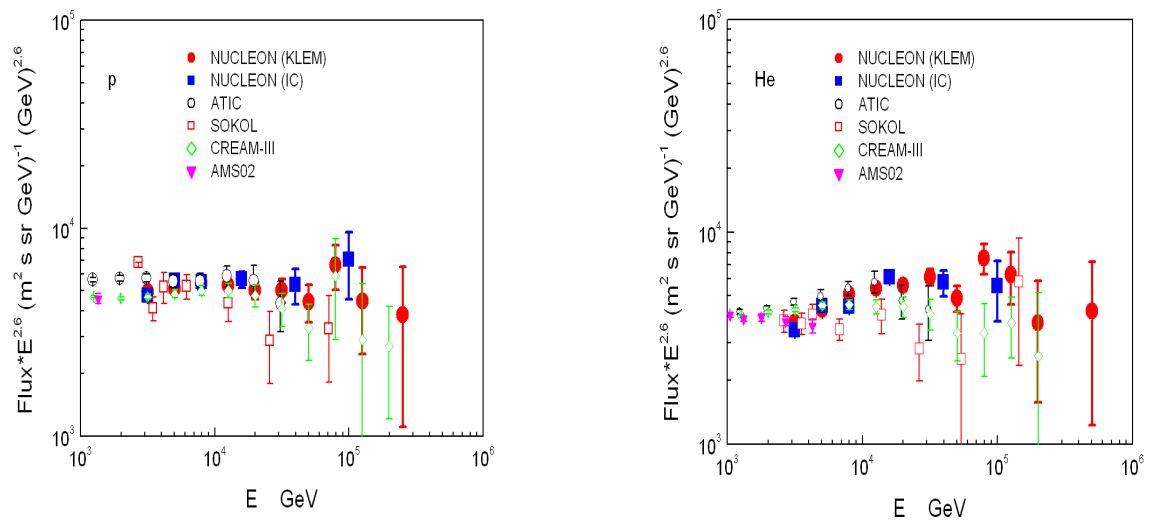 10^5
10^4
10^3
Flux*E^2.6 (m^2 s sr GeV)^-1 (GeV)^2.6
p
NUCLEON (KLEM)
NUCLEON (IC)
ATIC
SOKOL
CREAM-III
AMS02
10^3
10^4
10^5
10^6
E GeV
10^5
10^4
10^3
Flux*E^2.6 (m^2 s sr GeV)^-1 (GeV)^2.6
He
NUCLEON (KLEM)
NUCLEON (IC)
ATIC
SOKOL
CREAM-III
AMS02
10^3
10^4
10^5
10^6
E GeV